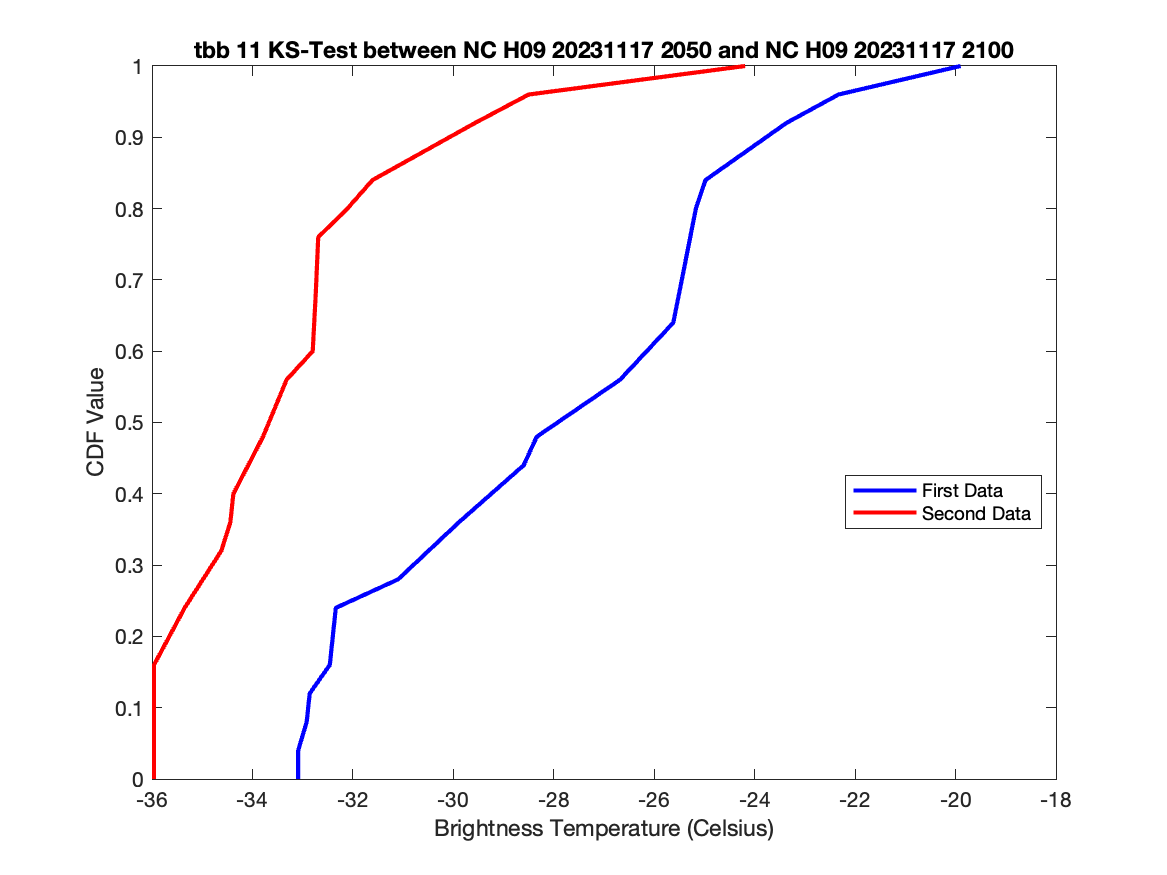 tbb 11 KS-Test between NC H09 20231117 2050 and NC H09 20231117 2100
1
0.9
0.8
0.7
0.6
0.5
0.4
0.3
0.2
0.1
0
CDF Value
First Data
Second Data
-36 -34 -32 -30 -28 -26 -24 -22 -20 -18
Brightness Temperature (Celsius)